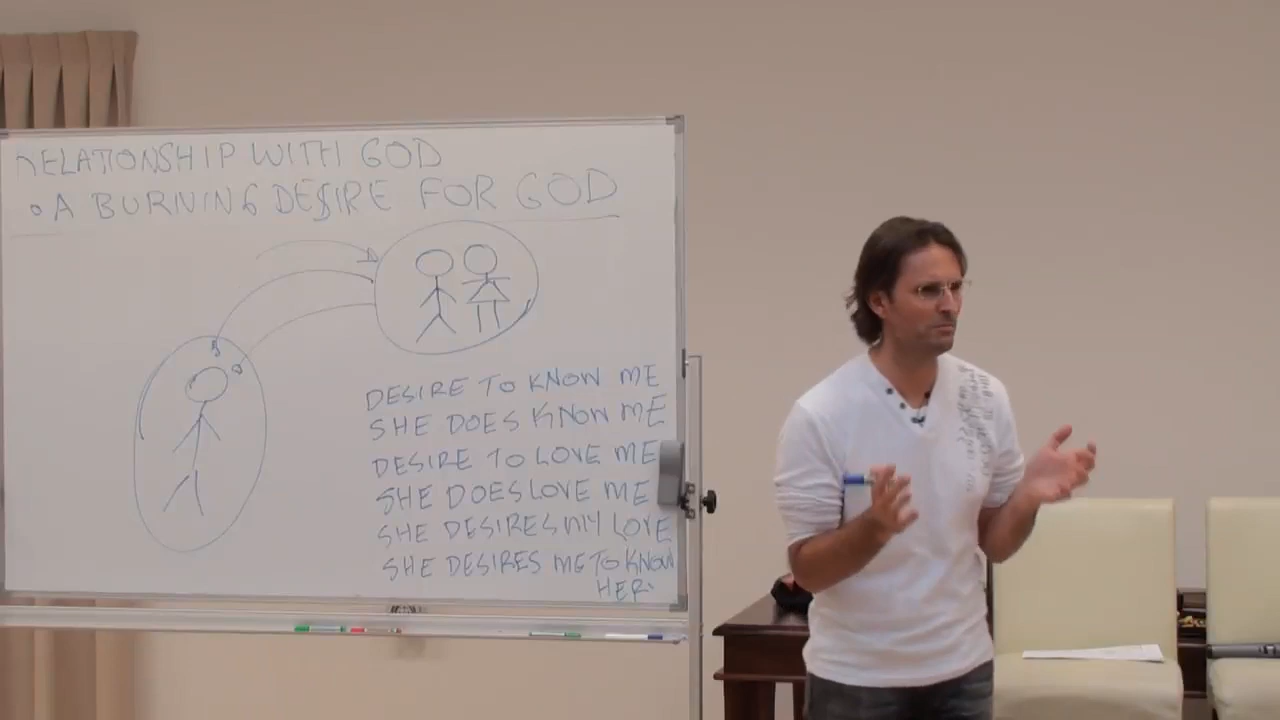 RELATIONSHIP WITH GOD
• A BURNING DESIRE FOR GOD
DESIRE TO KNOW ME
SHE DOES KNOW ME
DESIRE TO LOVE ME
SHE DOES LOVE ME
SHE DESIRES MY LOVE
SHE DESIRES ME TO KNOW
HER.